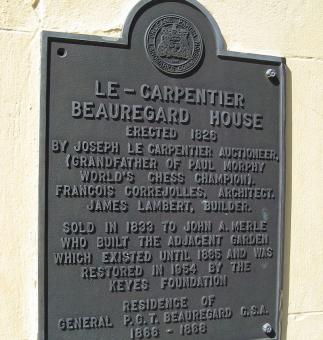 LE-CARPENTIER
BEAUREGARD HOUSE
ERECTED 1826
BY JOSEPH LE CARPENTIER AUCTIONEER,
(GRANDFATHER OF PAUL MORPHY
WORLD'S CHESS CHAMPION).
FRANCOIS CORREJOLLES, ARCHITECT.
JAMES LAMBERT, BUILDER.
SOLD IN 1833 TO JOHN A. MERLE
WHO BUILT THE ADJACENT GARDEN
WHICH EXISTED UNTIL 1865 AND WAS
RESTORED IN 1954 BY THE
KEYES FOUNDATION
RESIDENCE OF
GENERAL P.G.T. BEAUREGARD C.S.A.
1866 - 1868